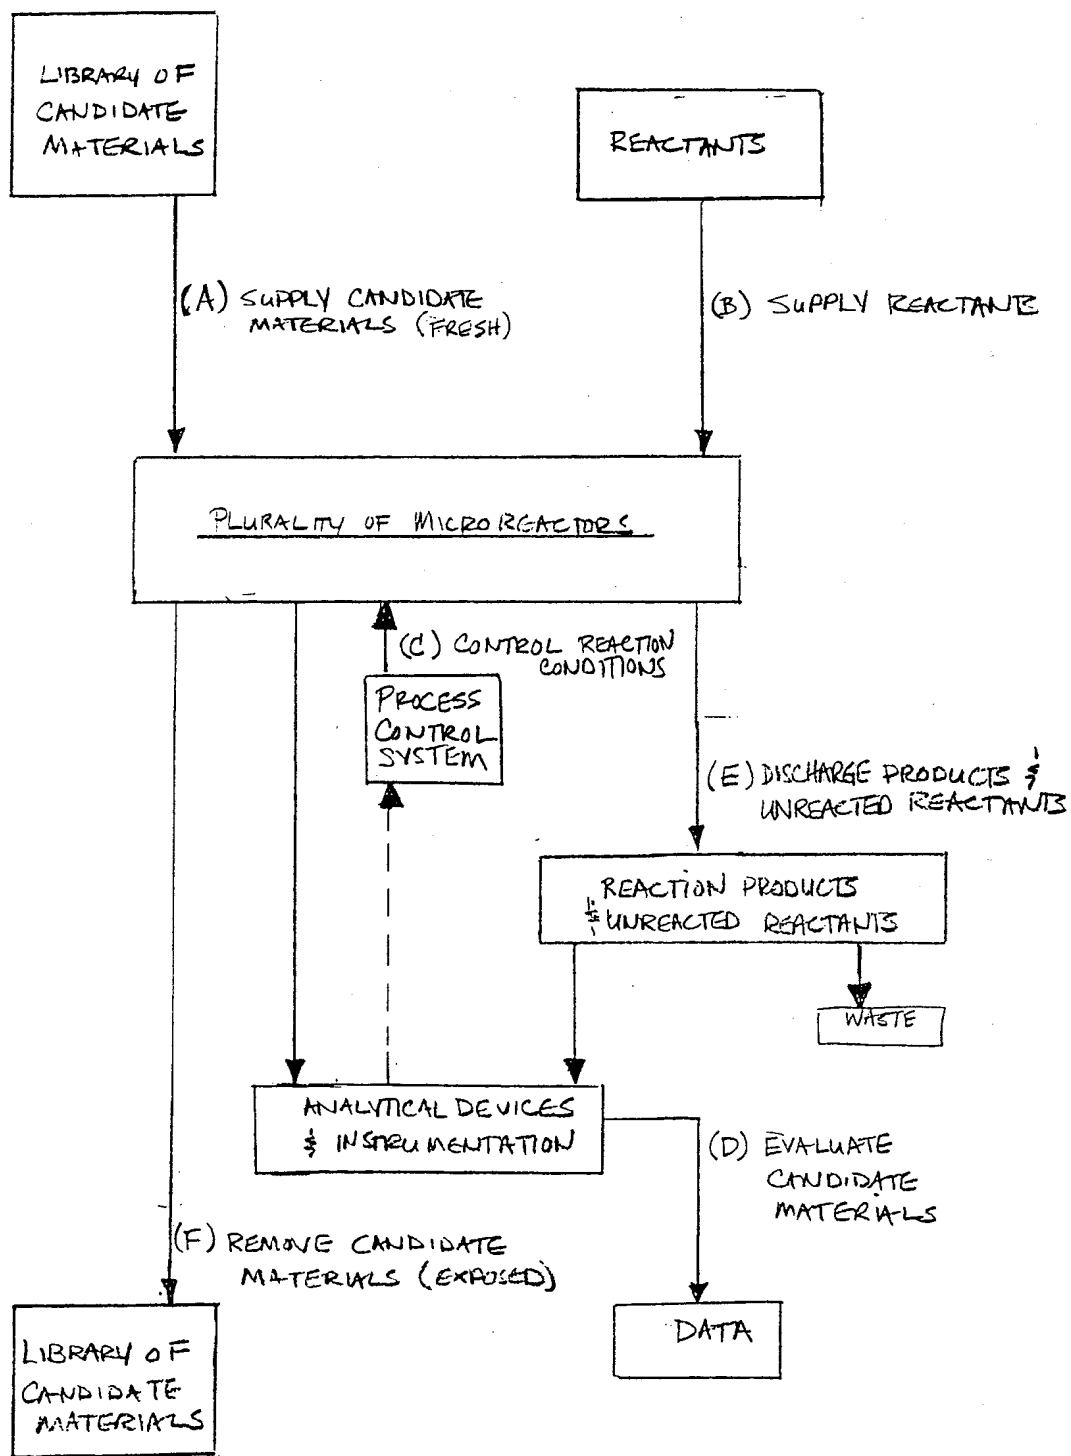 LIBRARY OF
CANDIDATE
MATERIALS
REACTANTS
(A) SUPPLY CANDIDATE
MATERIALS (FRESH)
(B) SUPPLY REACTANTS
PLURALITY OF MICROREACTORS
(C) CONTROL REACTION
CONDITIONS
PROCESS
CONTROL
SYSTEM
(E) DISCHARGE PRODUCTS &
UNREACTED REACTANTS
REACTION PRODUCTS
& UNREACTED REACTANTS
WASTE
ANALYTICAL DEVICES
& INSTRUMENTATION
(D) EVALUATE
CANDIDATE
MATERIALS
(F) REMOVE CANDIDATE
MATERIALS (EXPOSED)
DATA
LIBRARY OF
CANDIDATE
MATERIALS